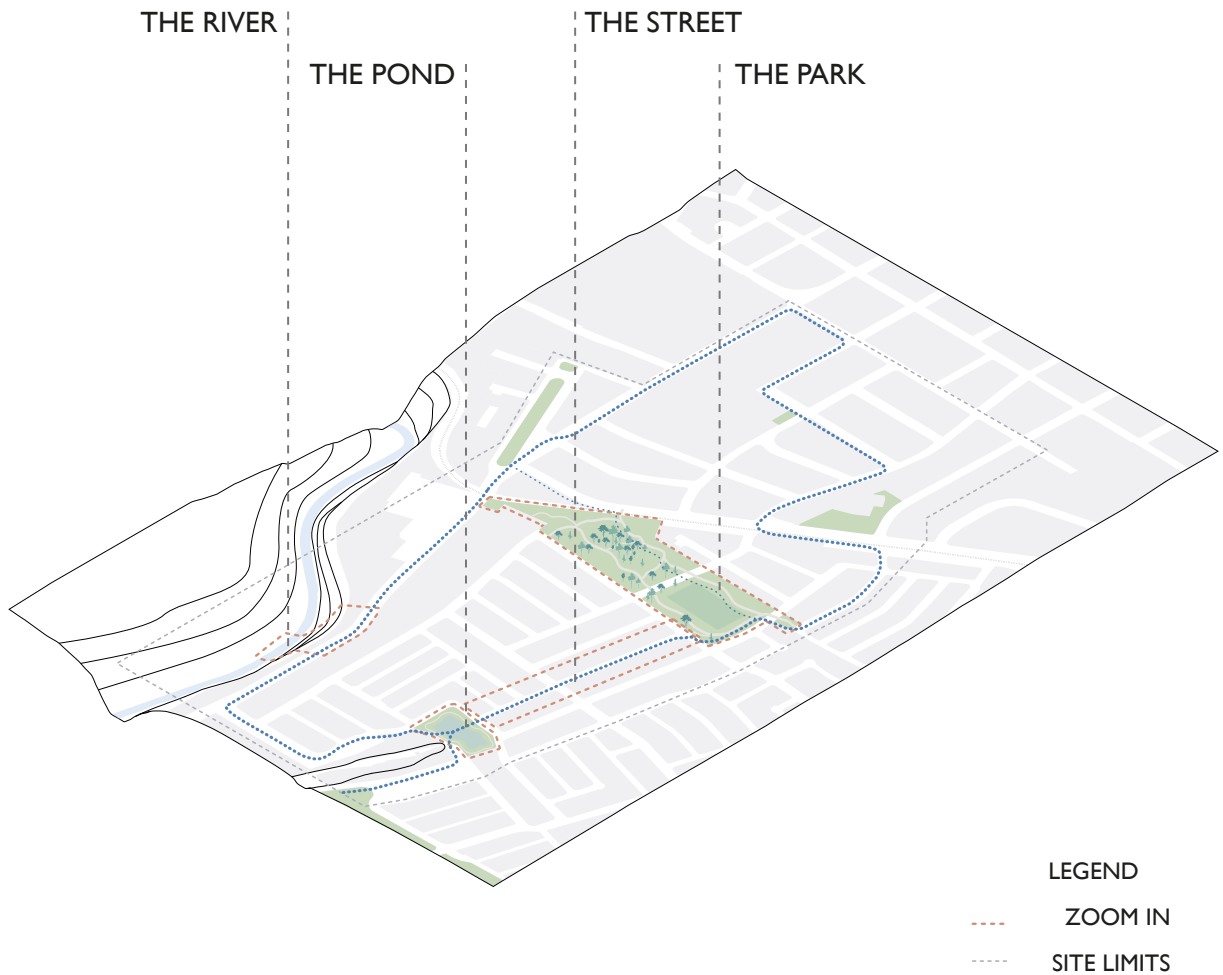 THE RIVER
THE STREET
THE POND
THE PARK
LEGEND
ZOOM IN
SITE LIMITS